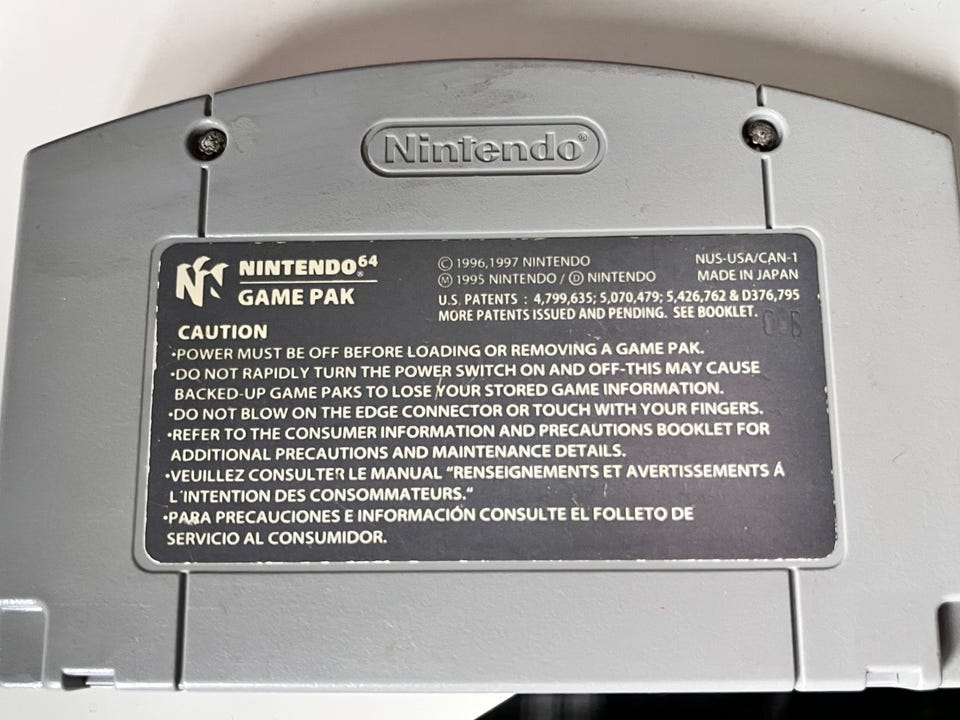 Nintendo®
NINTENDO®64
GAME PAK
© 1996,1997 NINTENDO
Ⓜ 1995 NINTENDO / Ⓓ NINTENDO
NUS-USA/CAN-1
MADE IN JAPAN
U.S. PATENTS : 4,799,635; 5,070,479; 5,426,762 & D376,795
MORE PATENTS ISSUED AND PENDING. SEE BOOKLET.
CAUTION
·POWER MUST BE OFF BEFORE LOADING OR REMOVING A GAME PAK.
·DO NOT RAPIDLY TURN THE POWER SWITCH ON AND OFF-THIS MAY CAUSE
BACKED-UP GAME PAKS TO LOSE YOUR STORED GAME INFORMATION.
·DO NOT BLOW ON THE EDGE CONNECTOR OR TOUCH WITH YOUR FINGERS.
·REFER TO THE CONSUMER INFORMATION AND PRECAUTIONS BOOKLET FOR
ADDITIONAL PRECAUTIONS AND MAINTENANCE DETAILS.
·VEUILLEZ CONSULTER LE MANUAL "RENSEIGNEMENTS ET AVERTISSEMENTS Á
L'INTENTION DES CONSOMMATEURS."
·PARA PRECAUCIONES E INFORMACIÓN CONSULTE EL FOLLETO DE
SERVICIO AL CONSUMIDOR.